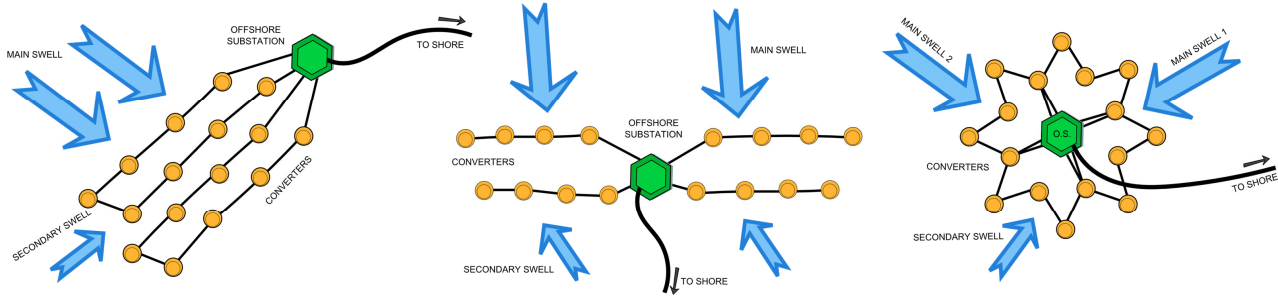 OFFSHORE
SUBSTATION
TO SHORE
MAIN SWELL
CONVERTERS
SECONDARY SWELL
MAIN SWELL
OFFSHORE
SUBSTATION
CONVERTERS
SECONDARY SWELL
TO SHORE
MAIN SWELL 2
MAIN SWELL 1
O.S.
CONVERTERS
TO SHORE
SECONDARY SWELL